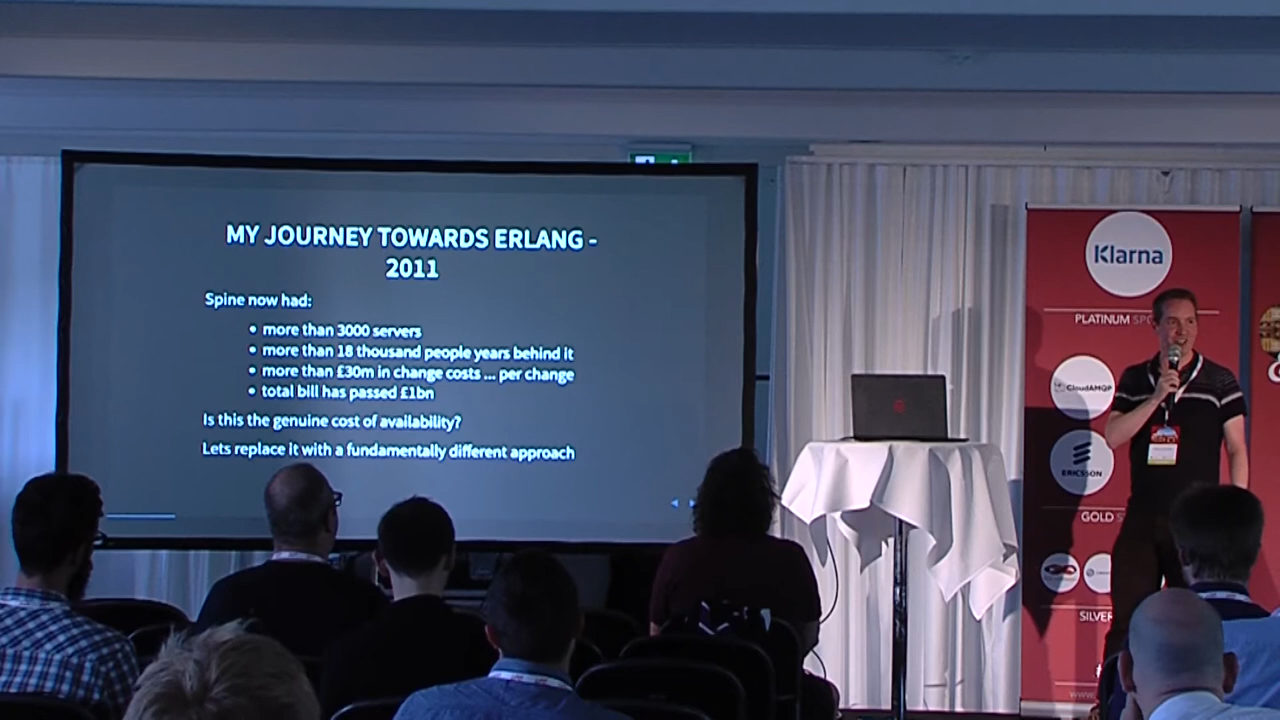 MY JOURNEY TOWARDS ERLANG -
2011
Spine now had:
• more than 3000 servers
• more than 18 thousand people years behind it
• more than £30m in change costs ... per change
• total bill has passed £1bn
Is this the genuine cost of availability?
Lets replace it with a fundamentally different approach
Klarna
PLATINUM
CloudAMQP
ERICSSON
GOLD
SILVER